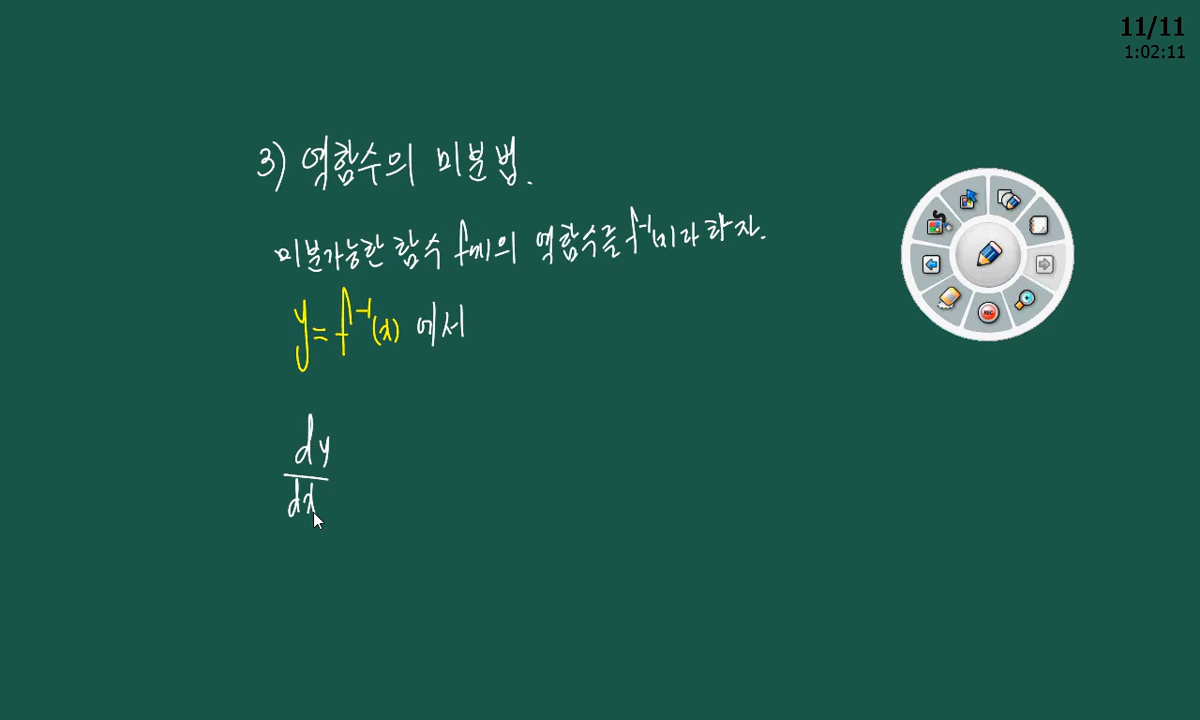 11/11
1:02:11
3) 역함수의 미분법.
미분가능한 함수 f(x)의 역함수를 f⁻¹(x)라 하자.
y = f⁻¹(x) 에서
dy
dx
REC